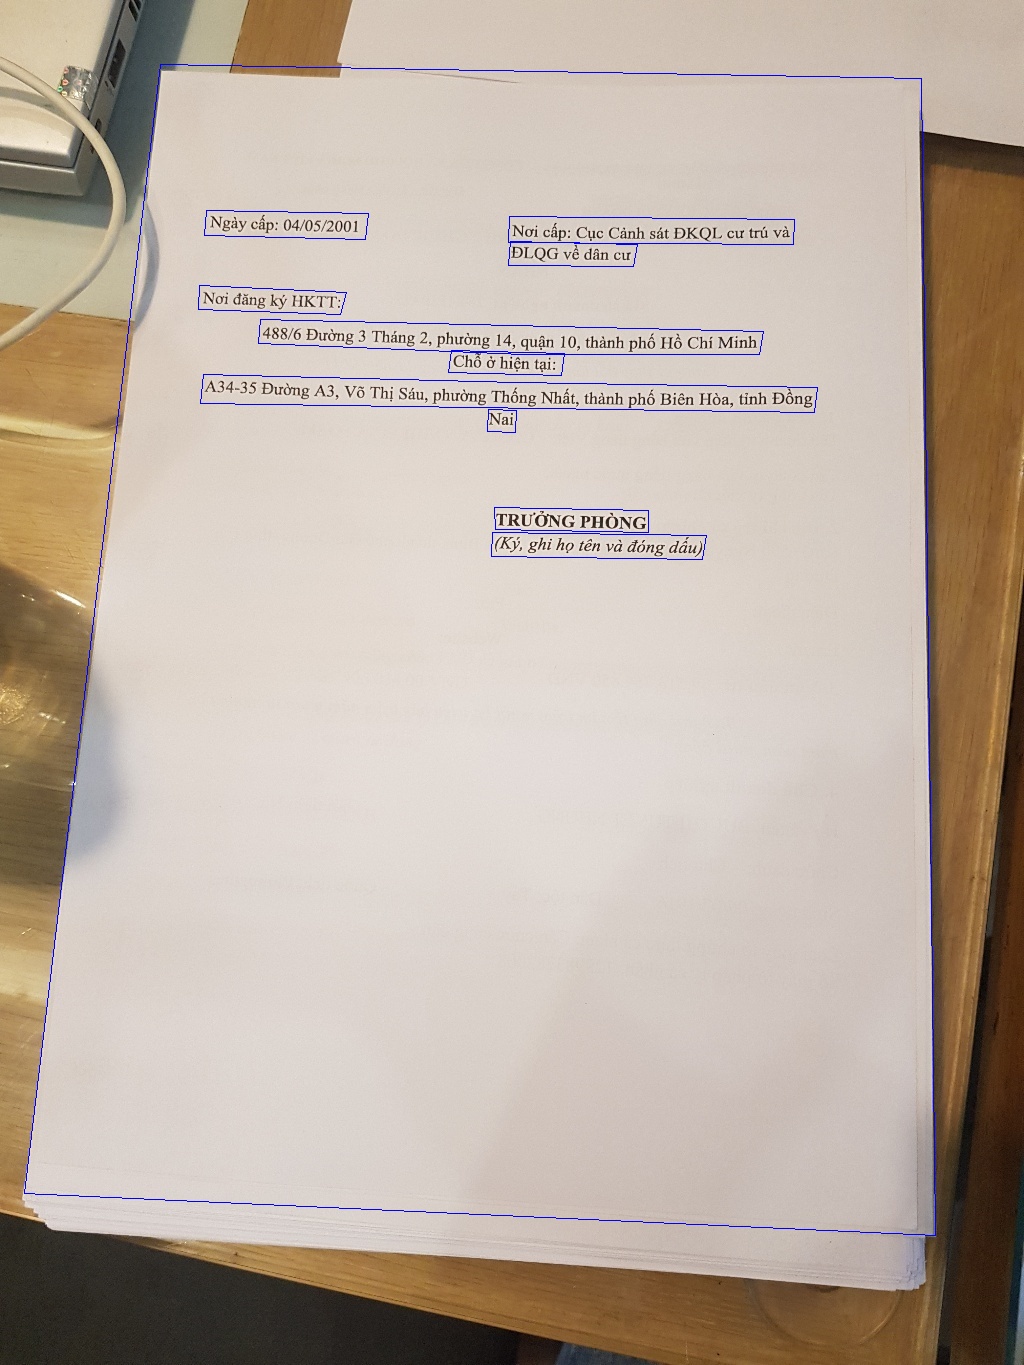 Ngày cấp: 04/05/2001
Nơi cấp: Cục Cảnh sát ĐKQL cư trú và
ĐLQG về dân cư
Nơi đăng ký HKTT:
488/6 Đường 3 Tháng 2, phường 14, quận 10, thành phố Hồ Chí Minh
Chỗ ở hiện tại:
A34-35 Đường A3, Võ Thị Sáu, phường Thống Nhất, thành phố Biên Hòa, tỉnh Đồng
Nai
TRƯỞNG PHÒNG
(Ký, ghi họ tên và đóng dấu)